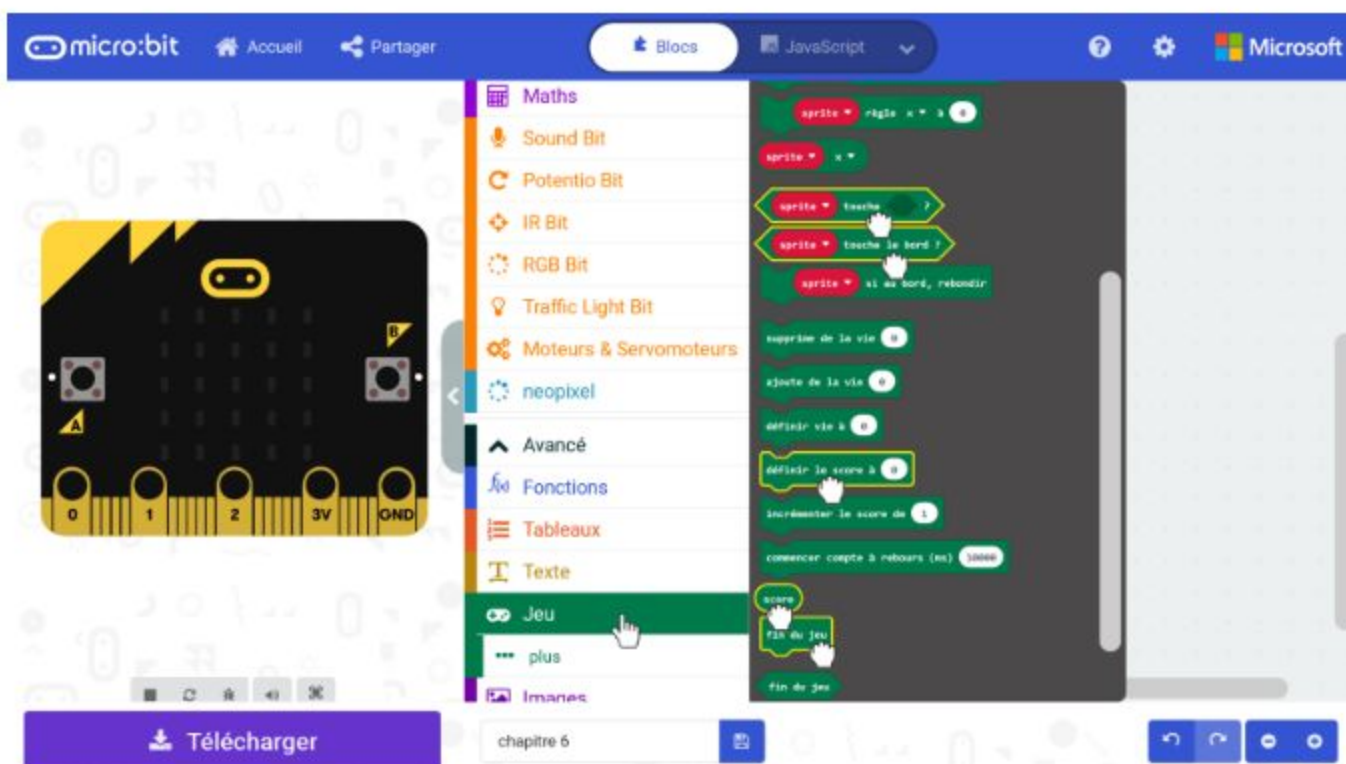 micro:bit Accueil Partager Blocs JavaScript Microsoft
Maths
Sound Bit
Potentio Bit
IR Bit
RGB Bit
Traffic Light Bit
Moteurs & Servomoteurs
neopixel
Avancé
Fonctions
Tableaux
Texte
Jeu
plus
Images
sprite règle x à 0
sprite x
sprite touche ?
sprite touche le bord ?
sprite si au bord, rebondir
supprime de la vie 0
ajoute de la vie 0
définir vie à 0
définir le score à 0
incrémenter le score de 1
commencer compte à rebours (ms) 10000
score
fin du jeu
fin du jeu
B
A
0 1 2 3V GND
Télécharger
chapitre 6